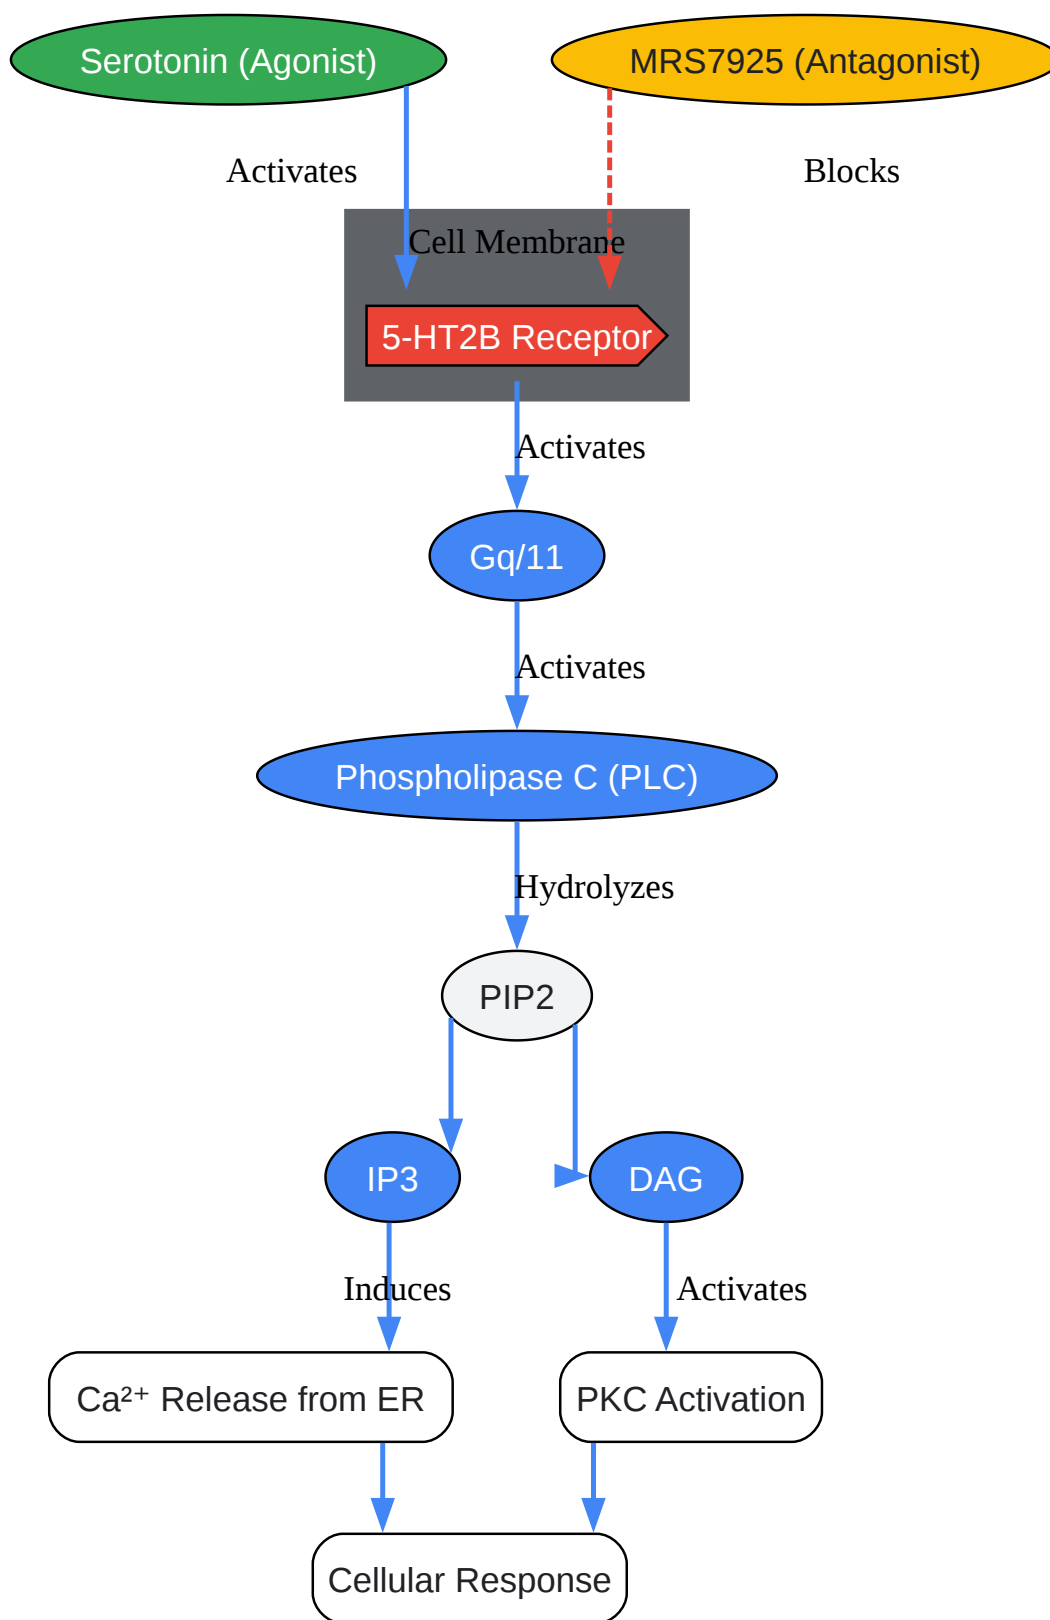 Serotonin (Agonist)
MRS7925 (Antagonist)
Activates
Blocks
Cell Membrane
5-HT2B Receptor
Activates
Gq/11
Activates
Phospholipase C (PLC)
Hydrolyzes
PIP2
IP3
DAG
Induces
Activates
Ca²⁺ Release from ER
PKC Activation
Cellular Response